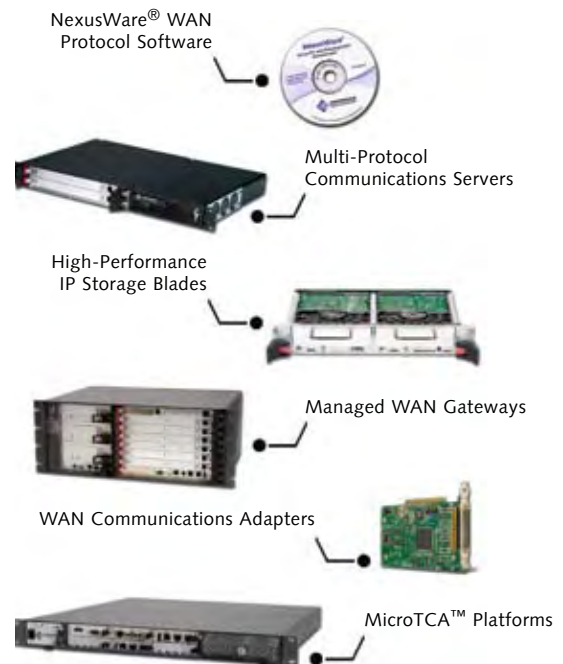 NexusWare® WAN
Protocol Software
Multi-Protocol
Communications Servers
High-Performance
IP Storage Blades
Managed WAN Gateways
WAN Communications Adapters
MicroTCA™ Platforms